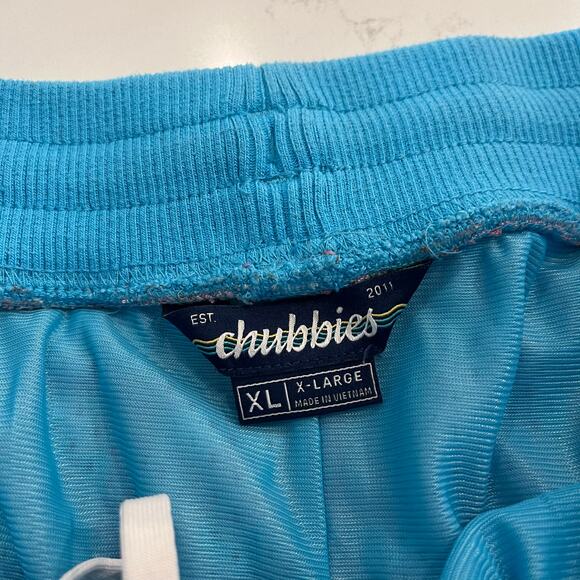 EST. 2011
chubbies
XL X-LARGE
MADE IN VIETNAM